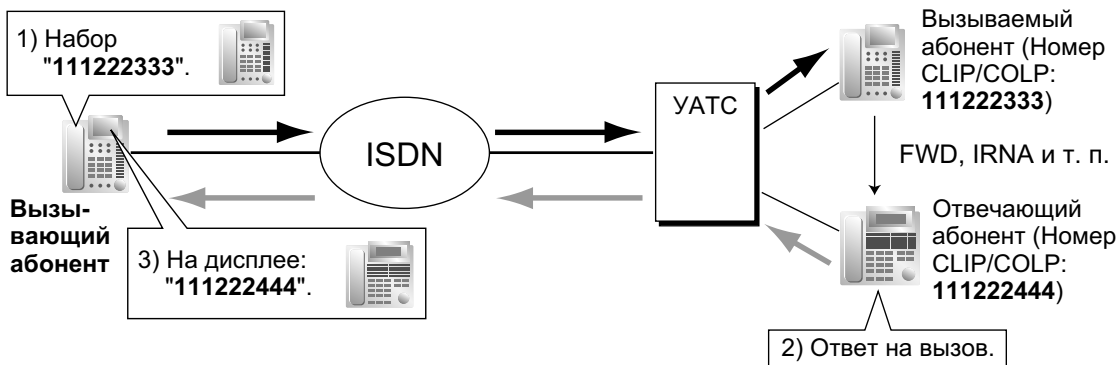 1) Набор
"111222333".
Вызы-
вающий
абонент
3) На дисплее:
"111222444".
ISDN
УАТС
Вызываемый
абонент (Номер
CLIP/COLP:
111222333)
FWD, IRNA и т. п.
Отвечающий
абонент (Номер
CLIP/COLP:
111222444)
2) Ответ на вызов.